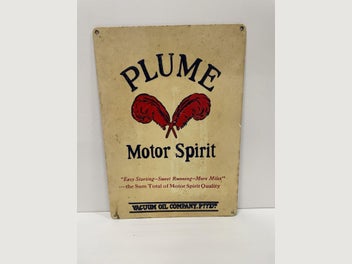 PLUME
Motor Spirit
"Easy Starting–Sweet Running–More Miles"
—the Sum Total of Motor Spirit Quality
VACUUM OIL COMPANY, PTY. LTD.